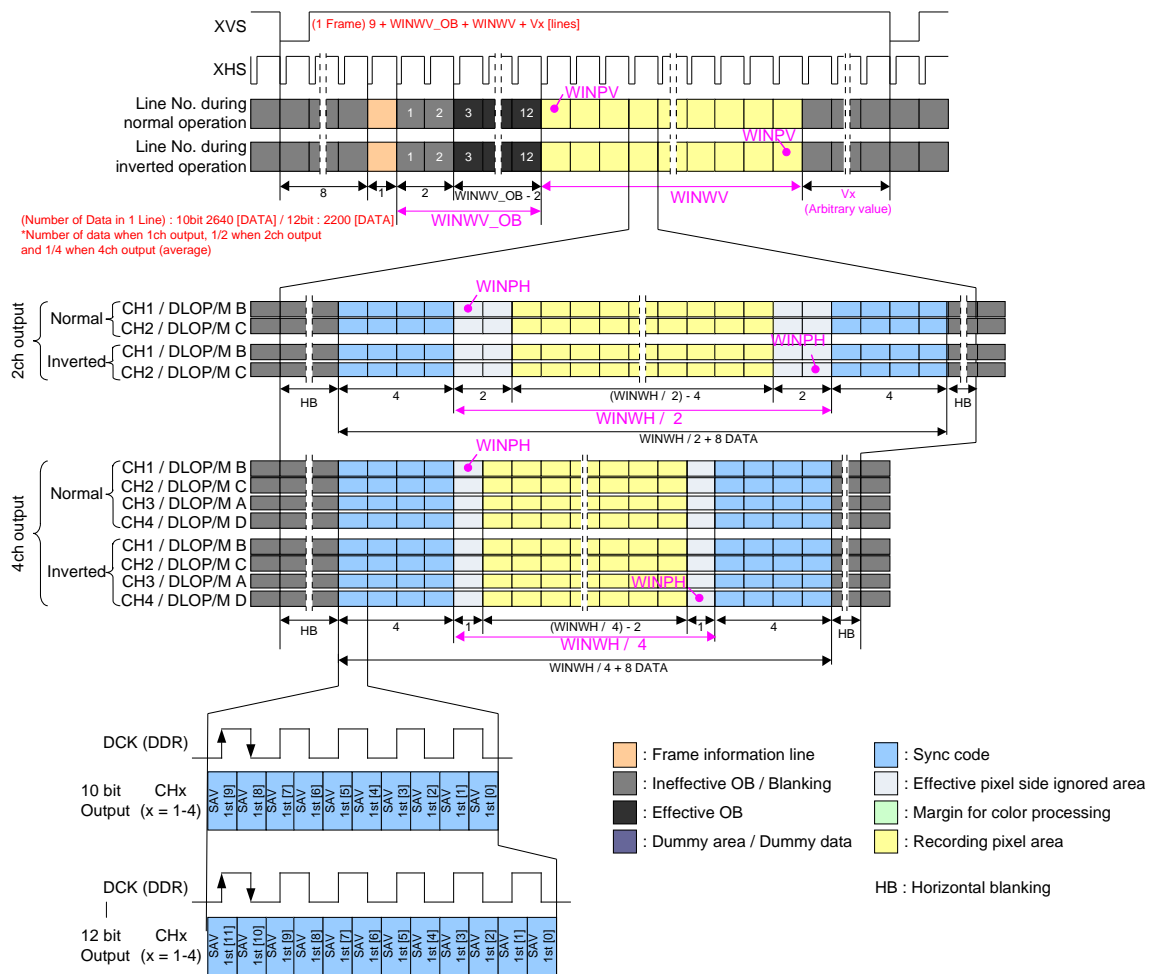 XVS
(1 Frame) 9 + WINWV_OB + WINWV + Vx [lines]
XHS
Line No. during
normal operation
1 2 3 12
WINPV
Line No. during
inverted operation
1 2 3 12
WINPV
8 1 2 WINWV_OB - 2 WINWV Vx
(Arbitrary value)
WINWV_OB
(Number of Data in 1 Line) : 10bit 2640 [DATA] / 12bit : 2200 [DATA]
*Number of data when 1ch output, 1/2 when 2ch output
and 1/4 when 4ch output (average)
2ch output
Normal
CH1 / DLOP/M B
CH2 / DLOP/M C
WINPH
Inverted
CH1 / DLOP/M B
CH2 / DLOP/M C
WINPH
HB 4 2 (WINWH / 2) - 4 2 4 HB
WINWH / 2
WINWH / 2 + 8 DATA
4ch output
Normal
CH1 / DLOP/M B
CH2 / DLOP/M C
CH3 / DLOP/M A
CH4 / DLOP/M D
WINPH
Inverted
CH1 / DLOP/M B
CH2 / DLOP/M C
CH3 / DLOP/M A
CH4 / DLOP/M D
WINPH
HB 4 1 (WINWH / 4) - 2 1 4 HB
WINWH / 4
WINWH / 4 + 8 DATA
DCK (DDR)
10 bit Output
CHx (x = 1-4)
SAV 1st [9]
SAV 1st [8]
SAV 1st [7]
SAV 1st [6]
SAV 1st [5]
SAV 1st [4]
SAV 1st [3]
SAV 1st [2]
SAV 1st [1]
SAV 1st [0]
DCK (DDR)
12 bit Output
CHx (x = 1-4)
SAV 1st [11]
SAV 1st [10]
SAV 1st [9]
SAV 1st [8]
SAV 1st [7]
SAV 1st [6]
SAV 1st [5]
SAV 1st [4]
SAV 1st [3]
SAV 1st [2]
SAV 1st [1]
SAV 1st [0]
: Frame information line
: Ineffective OB / Blanking
: Effective OB
: Dummy area / Dummy data
: Sync code
: Effective pixel side ignored area
: Margin for color processing
: Recording pixel area
HB : Horizontal blanking